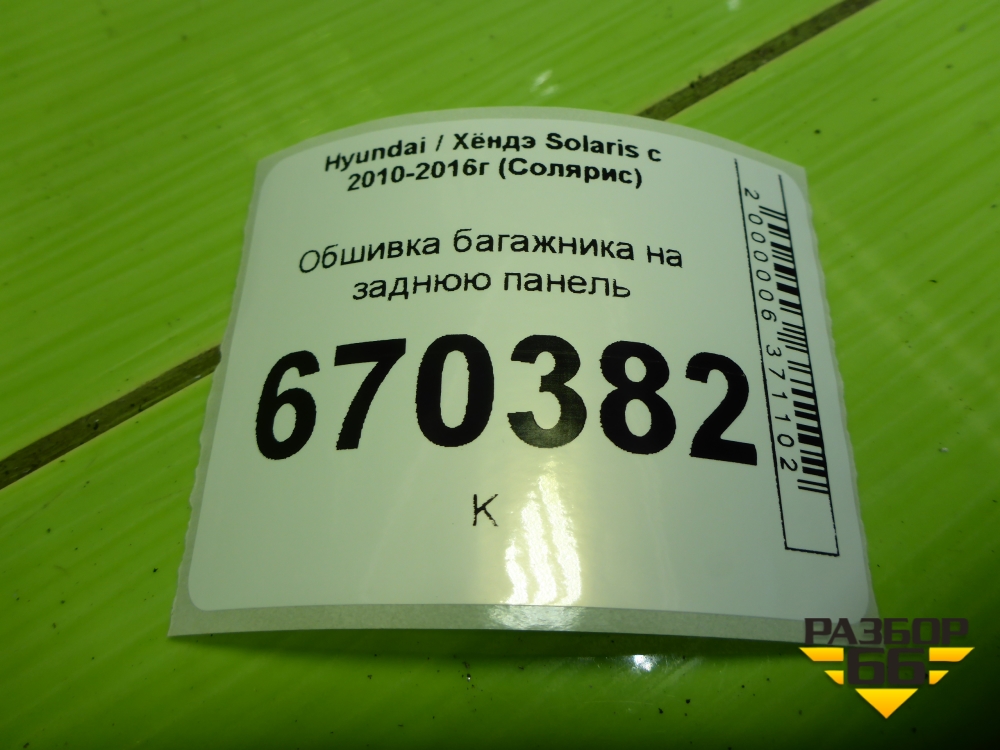 Hyundai / Хёндэ Solaris с
2010-2016г (Солярис)
Обшивка багажника на
заднюю панель
670382
К
2000006371102
РАЗБОР
66